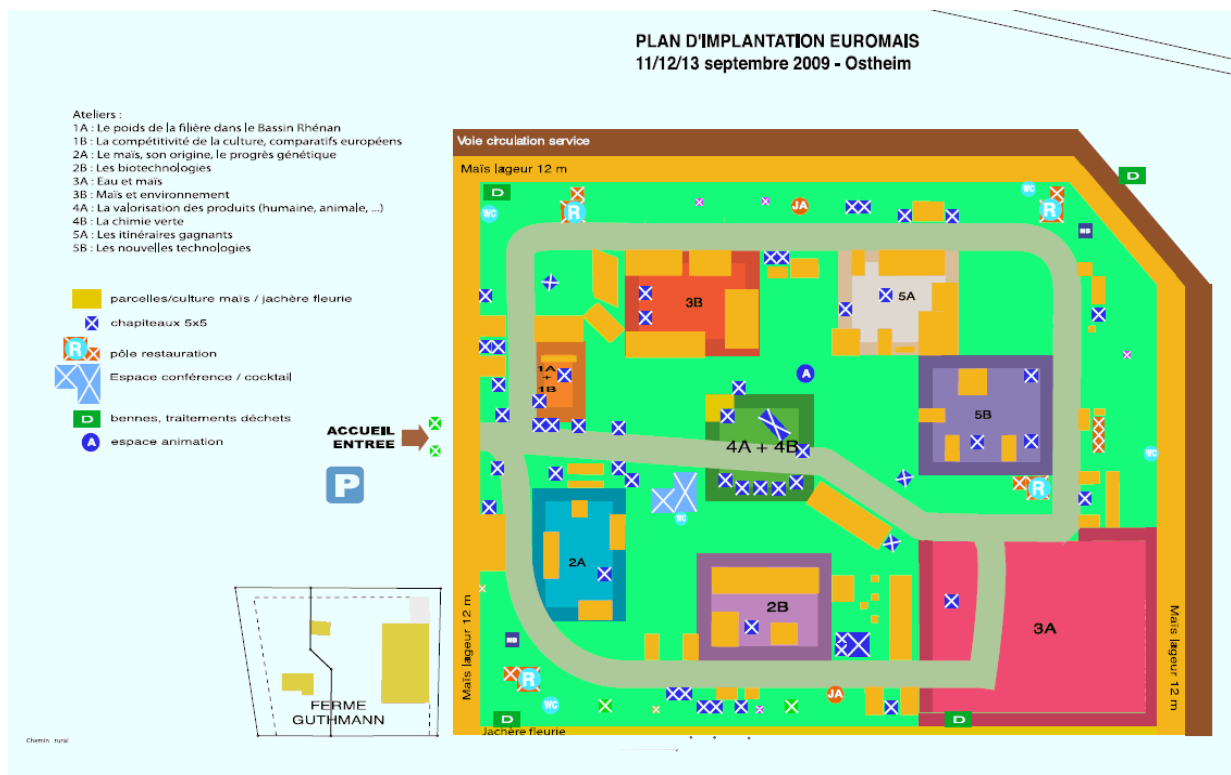 PLAN D'IMPLANTATION EUROMAIS
11/12/13 septembre 2009 - Ostheim
Ateliers :
1A : Le poids de la filière dans le Bassin Rhénan
1B : La compétitivité de la culture, comparatifs européens
2A : Le maïs, son origine, le progrès génétique
2B : Les biotechnologies
3A : Eau et maïs
3B : Maïs et environnement
4A : La valorisation des produits (humaine, animale, ...)
4B : La chimie verte
5A : Les itinéraires gagnants
5B : Les nouvelles technologies
parcelles/culture maïs / jachère fleurie
chapiteaux 5x5
R
pôle restauration
Espace conférence / cocktail
D
bennes, traitements déchets
A
espace animation
ACCUEIL
ENTREE
P
FERME
GUTHMANN
Chemin rural
Voie circulation service
Maïs lageur 12 m
D
D
WC
R
JA
WC
R
MB
3B
5A
1A
+
1B
A
5B
4A + 4B
WC
R
WC
2A
2B
3A
MB
R
WC
JA
D
D
Maïs lageur 12 m
Maïs lageur 12 m
Jachère fleurie